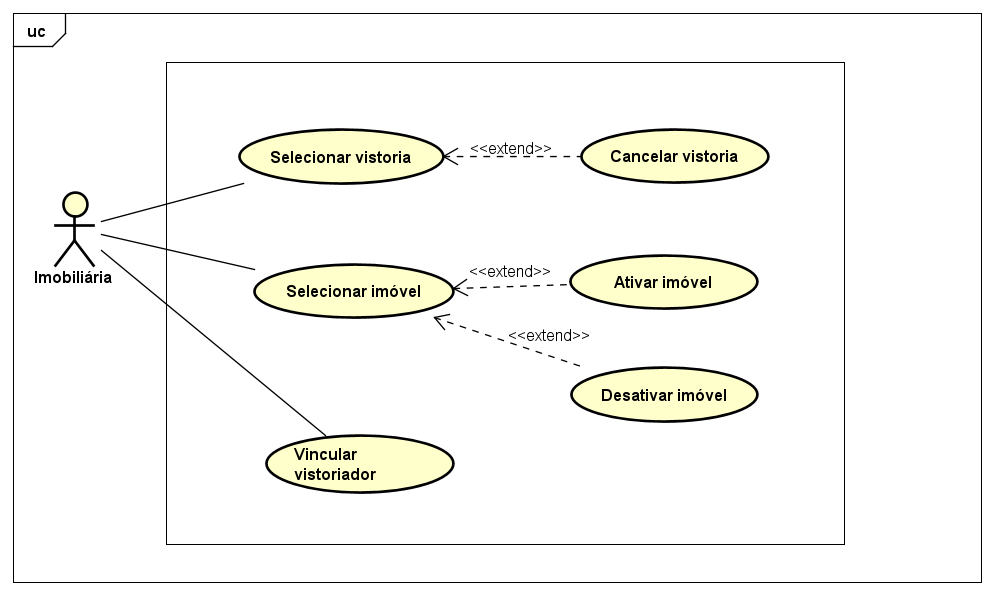 uc
Selecionar vistoria
<<extend>>
Cancelar vistoria
Imobiliária
Selecionar imóvel
<<extend>>
Ativar imóvel
<<extend>>
Desativar imóvel
Vincular
vistoriador